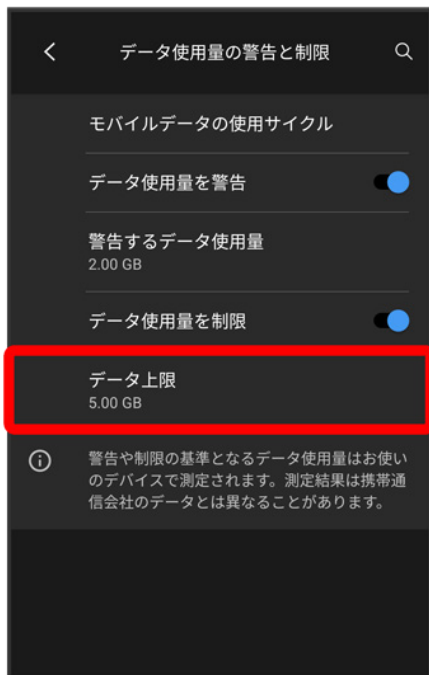 データ使用量の警告と制限
モバイルデータの使用サイクル
データ使用量を警告
警告するデータ使用量
2.00 GB
データ使用量を制限
データ上限
5.00 GB
警告や制限の基準となるデータ使用量はお使い
のデバイスで測定されます。測定結果は携帯通
信会社のデータとは異なることがあります。